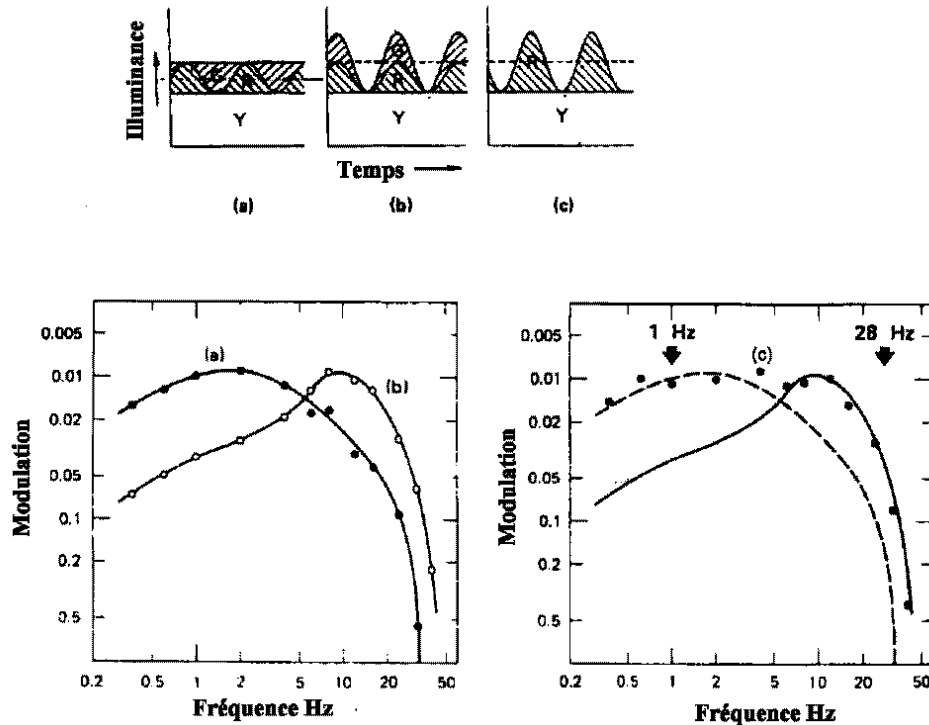 Illuminance
G
R
Y
G
R
Y
R
Y
Temps
(a)
(b)
(c)
Modulation
0.005
0.01
0.02
0.05
0.1
0.2
0.5
(a)
(b)
0.2 0.5 1 2 5 10 20 50
Fréquence Hz
Modulation
0.005
0.01
0.02
0.05
0.1
0.2
0.5
1 Hz
28 Hz
(c)
0.2 0.5 1 2 5 10 20 50
Fréquence Hz